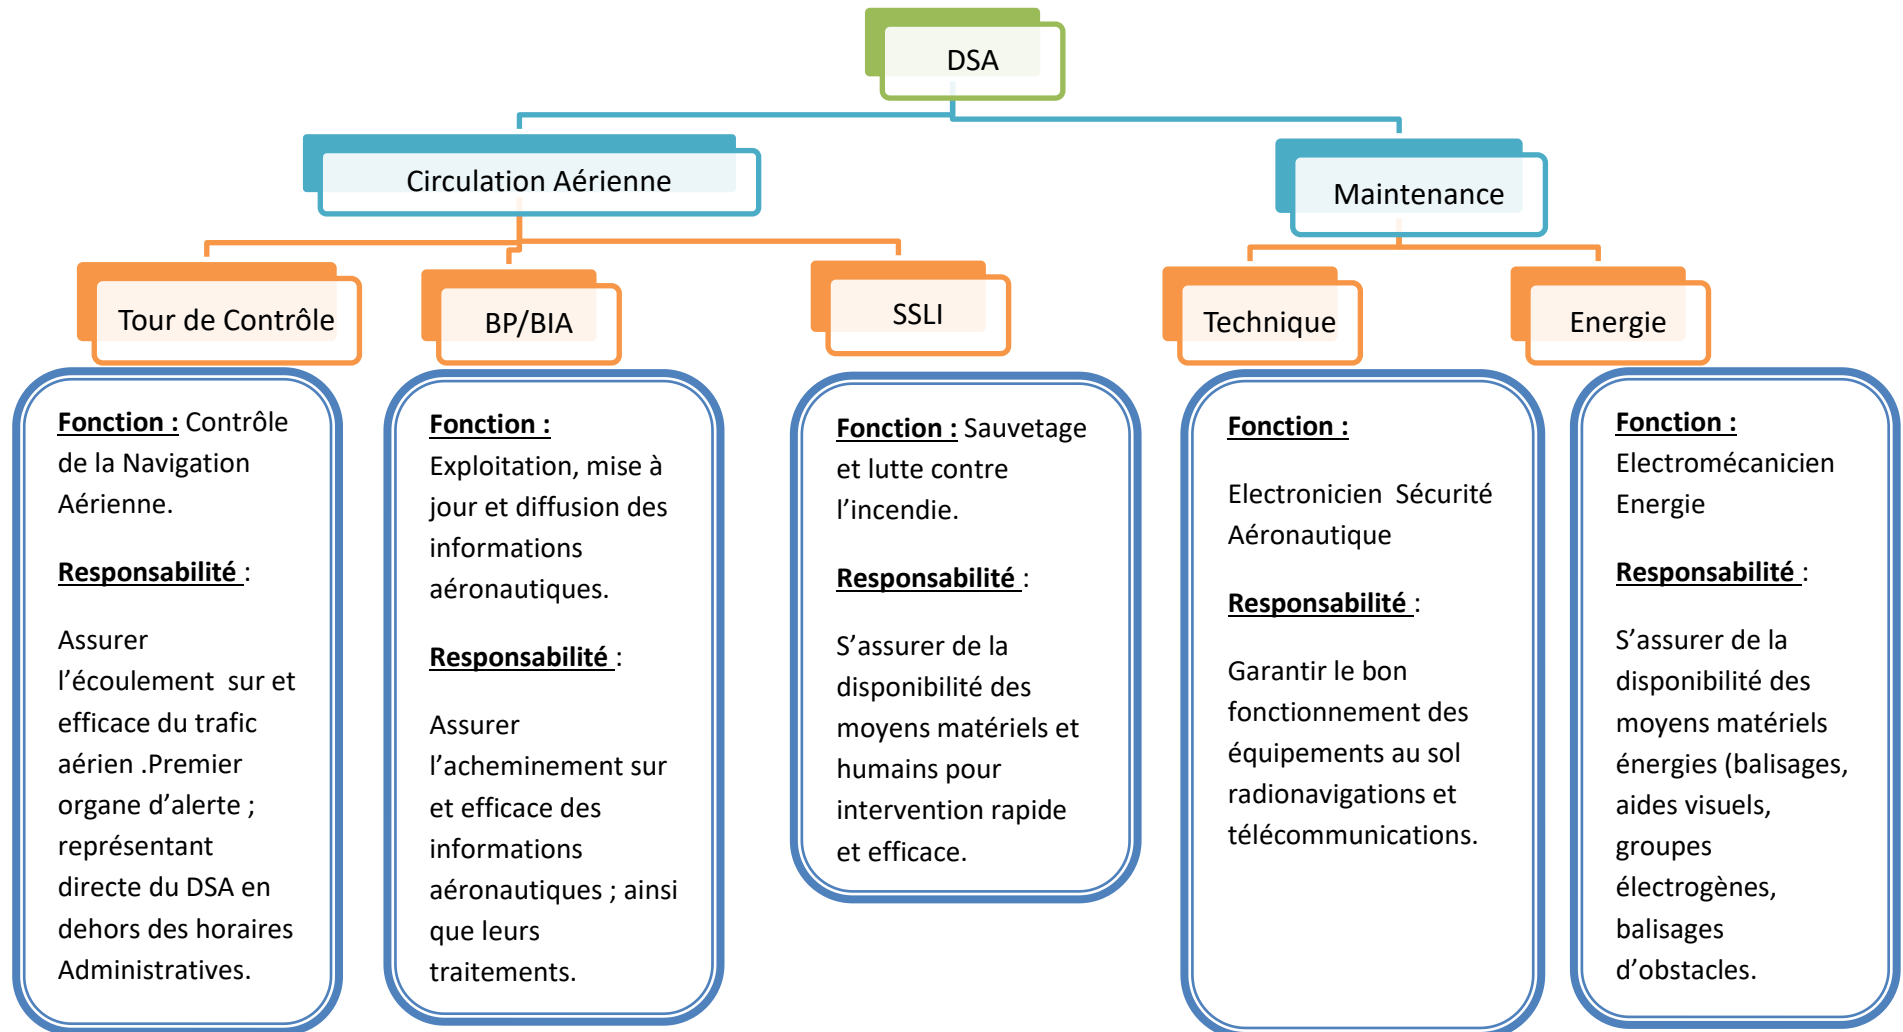 DSA
Circulation Aérienne
Maintenance
Tour de Contrôle
BP/BIA
SSLI
Technique
Energie
Fonction : Contrôle
de la Navigation
Aérienne.
Responsabilité :
Assurer
l’écoulement  sur et
efficace du trafic
aérien .Premier
organe d’alerte ;
représentant
directe du DSA en
dehors des horaires
Administratives.
Fonction :
Exploitation, mise à
jour et diffusion des
informations
aéronautiques.
Responsabilité :
Assurer
l’acheminement sur
et efficace des
informations
aéronautiques ; ainsi
que leurs
traitements.
Fonction : Sauvetage
et lutte contre
l’incendie.
Responsabilité :
S’assurer de la
disponibilité des
moyens matériels et
humains pour
intervention rapide
et efficace.
Fonction :
Electronicien  Sécurité
Aéronautique
Responsabilité :
Garantir le bon
fonctionnement des
équipements au sol
radionavigations et
télécommunications.
Fonction :
Electromécanicien
Energie
Responsabilité :
S’assurer de la
disponibilité des
moyens matériels
énergies (balisages,
aides visuels,
groupes
électrogènes,
balisages
d’obstacles.